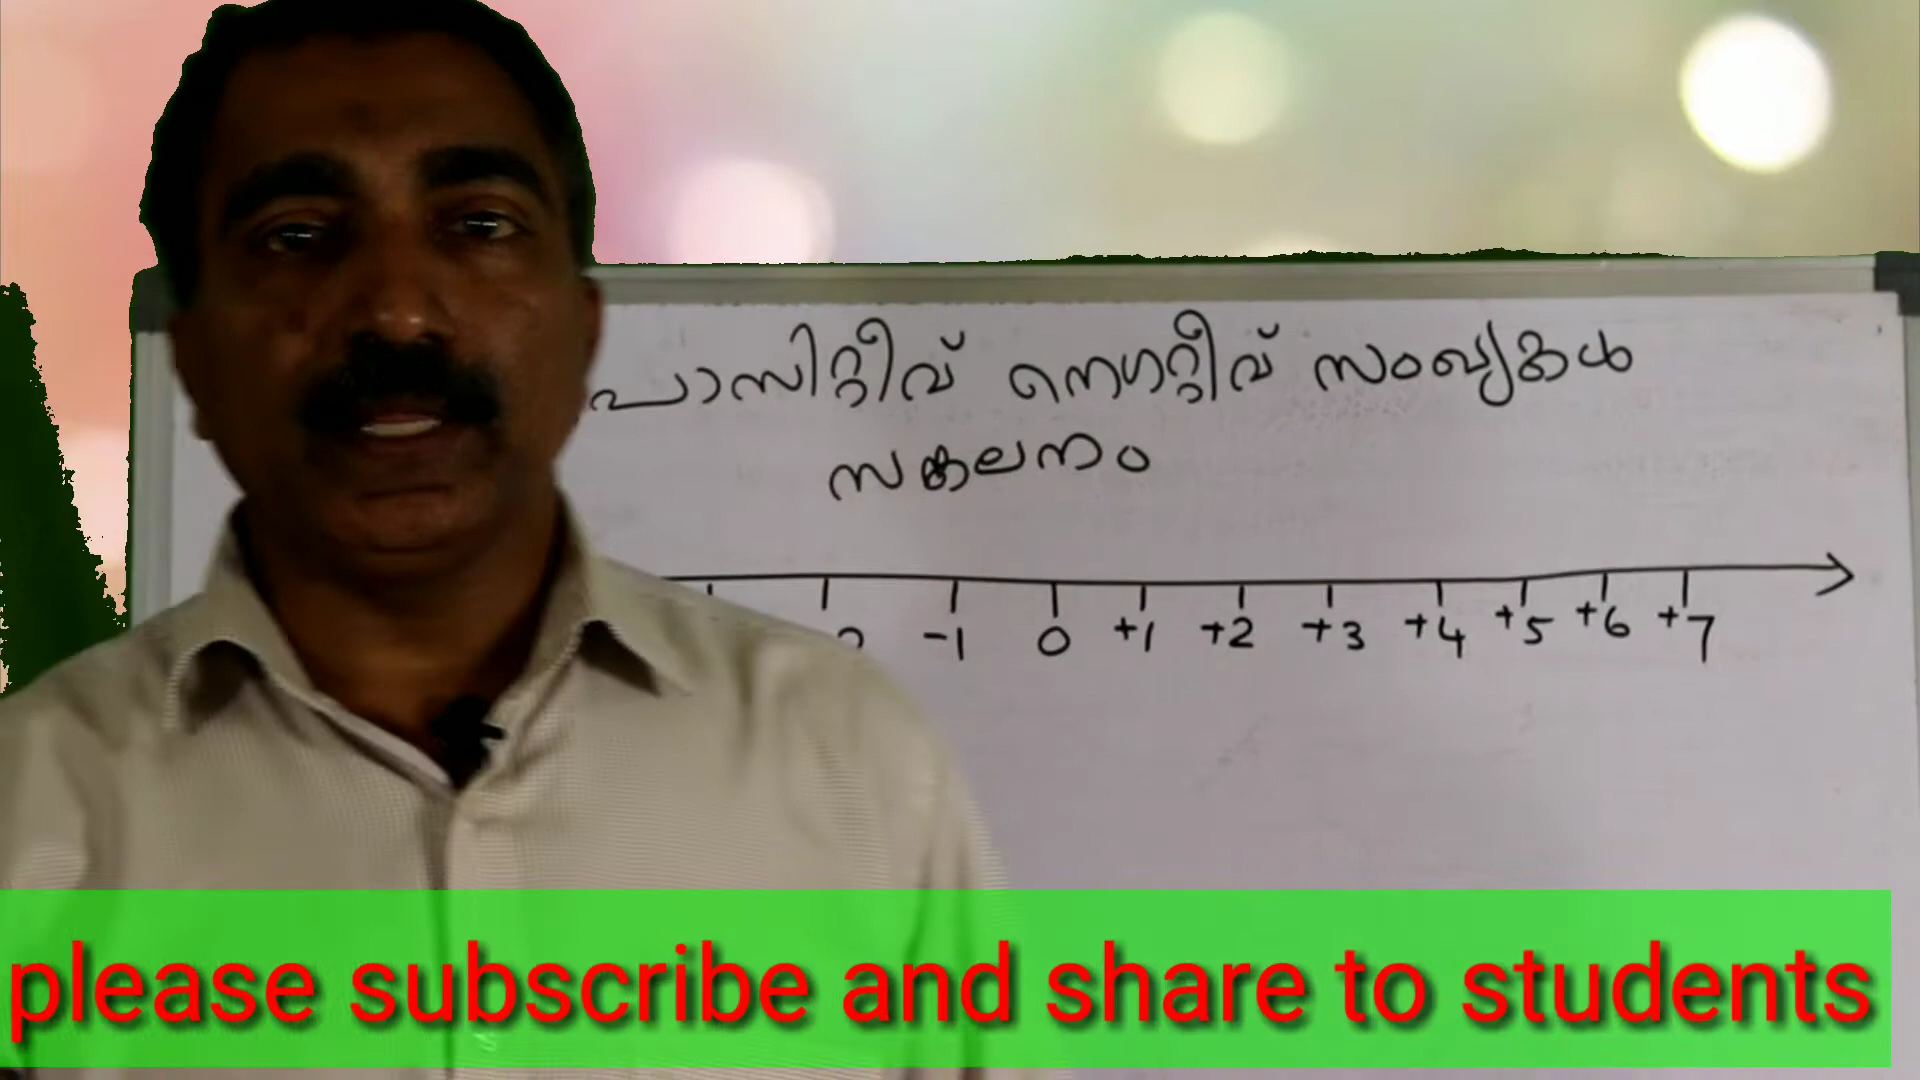 പോസിറ്റീവ് നെഗറ്റീവ് സംഖ്യകൾ
സങ്കലനം
-1 0 +1 +2 +3 +4 +5 +6 +7
please subscribe and share to students